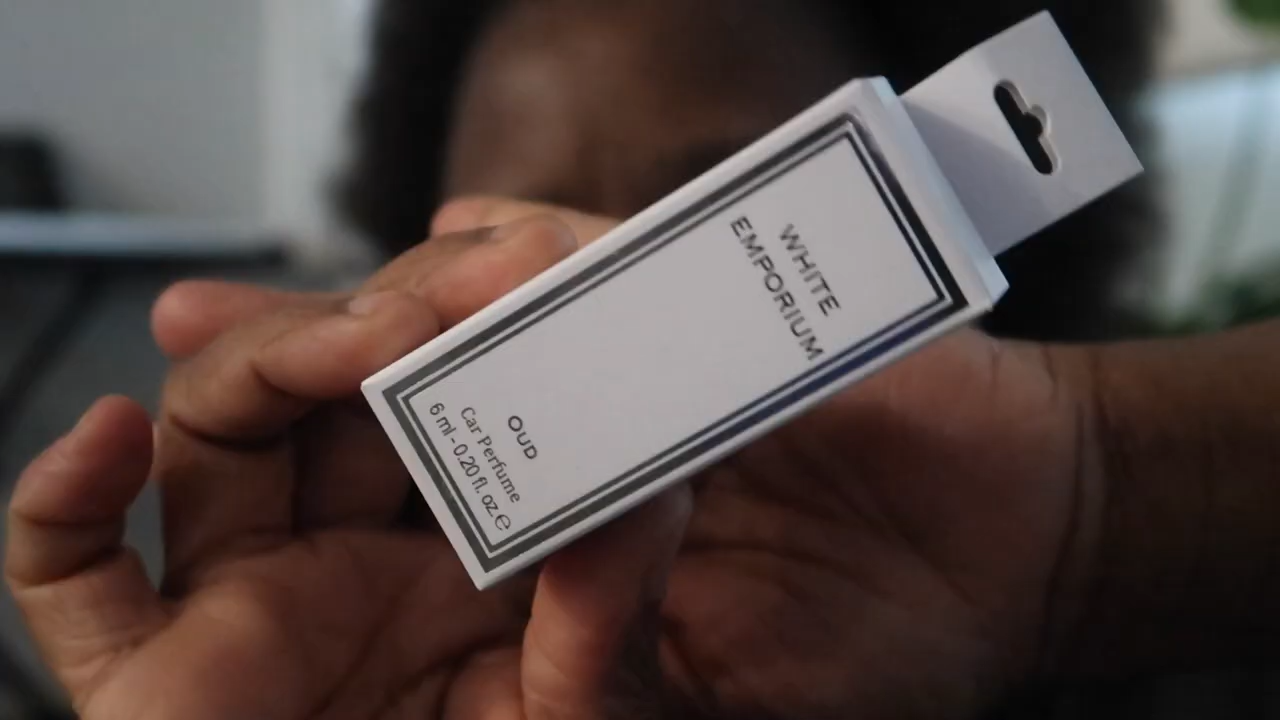 WHITE
EMPORIUM
OUD
Car Perfume
6 ml - 0.20 fl. oz ℮